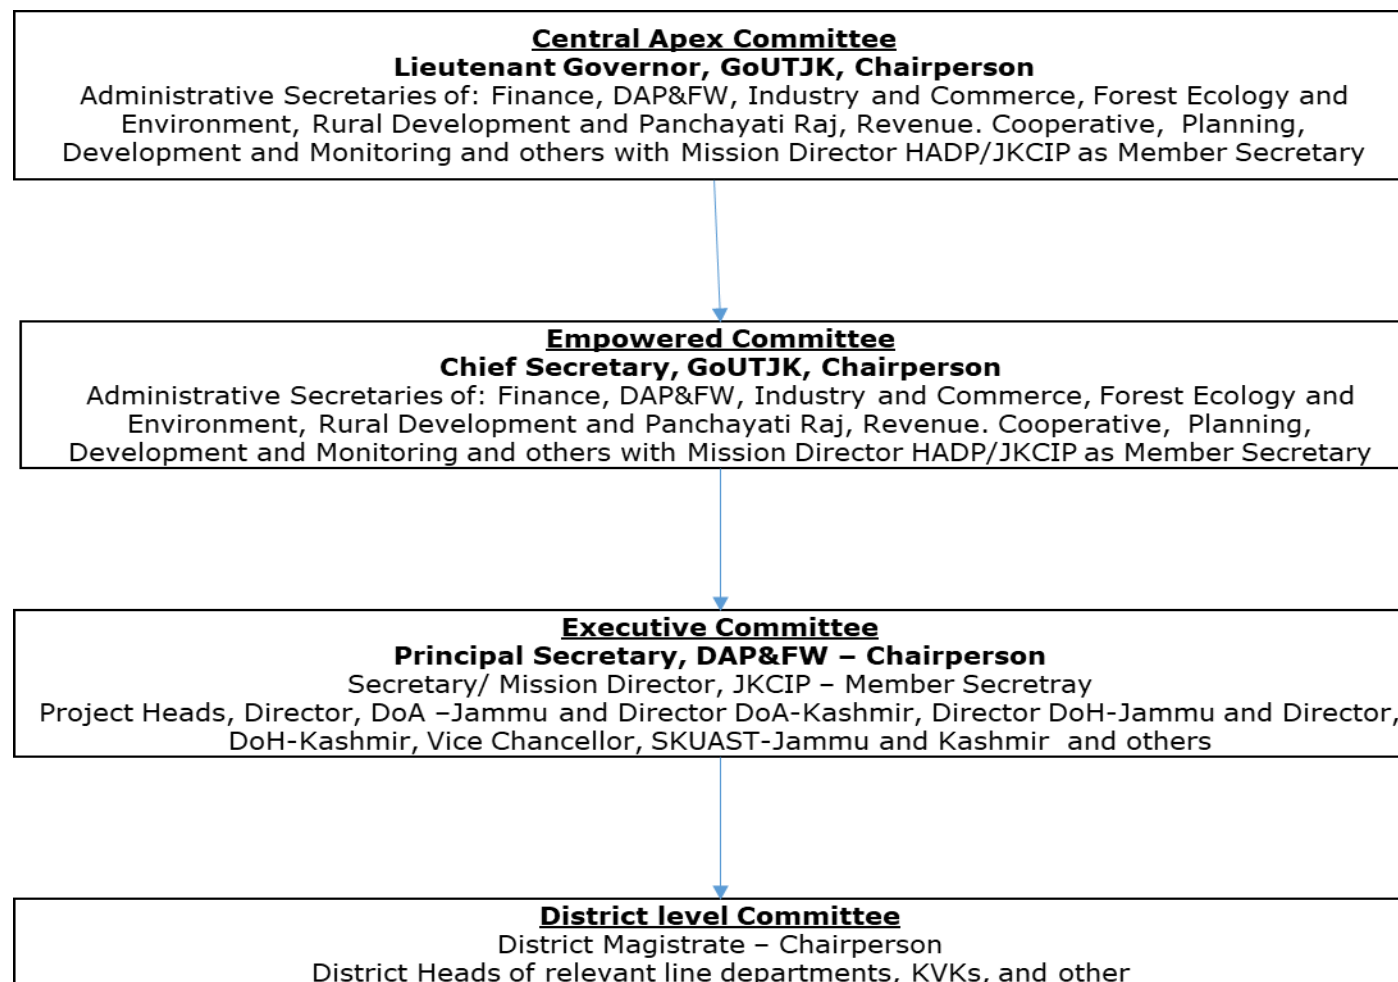 Central Apex Committee
Lieutenant Governor, GoUTJK, Chairperson
Administrative Secretaries of: Finance, DAP&FW, Industry and Commerce, Forest Ecology and
Environment, Rural Development and Panchayati Raj, Revenue. Cooperative, Planning,
Development and Monitoring and others with Mission Director HADP/JKCIP as Member Secretary
Empowered Committee
Chief Secretary, GoUTJK, Chairperson
Administrative Secretaries of: Finance, DAP&FW, Industry and Commerce, Forest Ecology and
Environment, Rural Development and Panchayati Raj, Revenue. Cooperative, Planning,
Development and Monitoring and others with Mission Director HADP/JKCIP as Member Secretary
Executive Committee
Principal Secretary, DAP&FW – Chairperson
Secretary/ Mission Director, JKCIP – Member Secretray
Project Heads, Director, DoA –Jammu and Director DoA-Kashmir, Director DoH-Jammu and Director,
DoH-Kashmir, Vice Chancellor, SKUAST-Jammu and Kashmir and others
District level Committee
District Magistrate – Chairperson
District Heads of relevant line departments, KVKs, and other